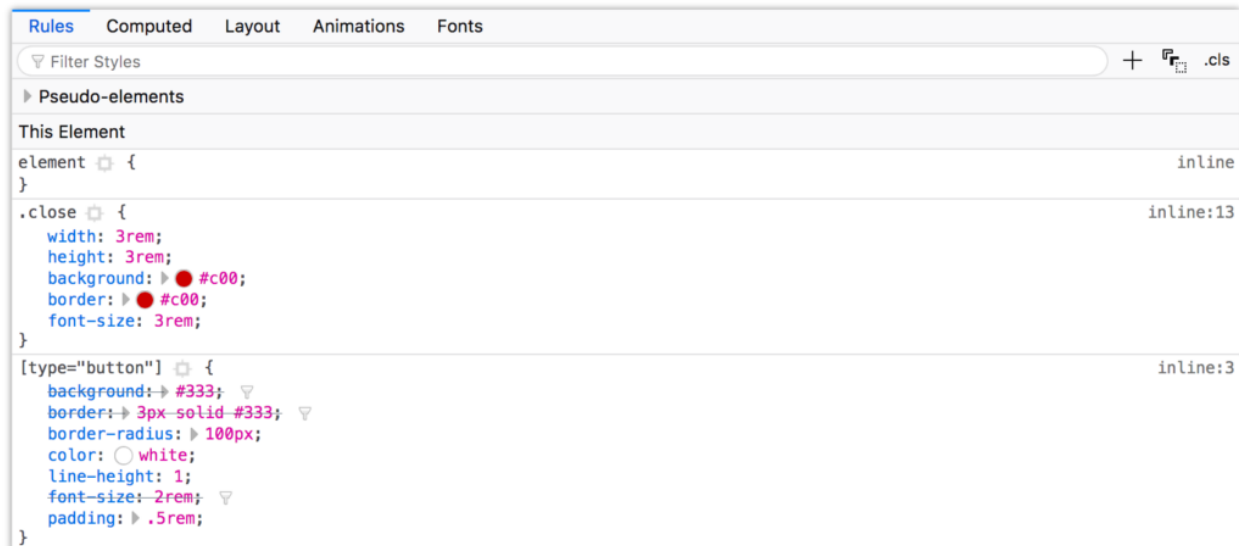 Rules Computed Layout Animations Fonts
Filter Styles .cls
Pseudo-elements
This Element
element { inline
}
.close { inline:13
width: 3rem;
height: 3rem;
background: #c00;
border: #c00;
font-size: 3rem;
}
[type="button"] { inline:3
background: #333;
border: 3px solid #333;
border-radius: 100px;
color: white;
line-height: 1;
font-size: 2rem;
padding: .5rem;
}